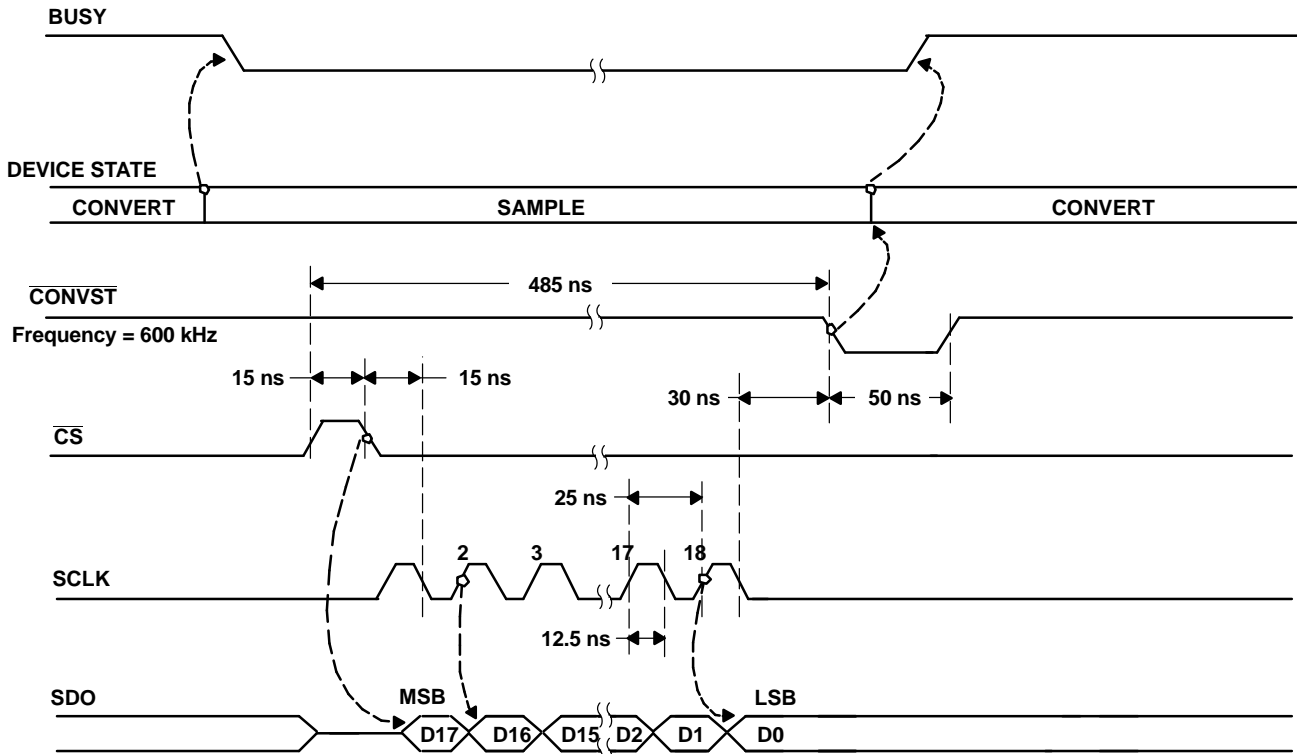 BUSY
DEVICE STATE
CONVERT SAMPLE CONVERT
485 ns
CONVST
Frequency = 600 kHz
15 ns 15 ns
30 ns 50 ns
CS
25 ns
2 3 17 18
SCLK
12.5 ns
SDO MSB LSB
D17 D16 D15 D2 D1 D0